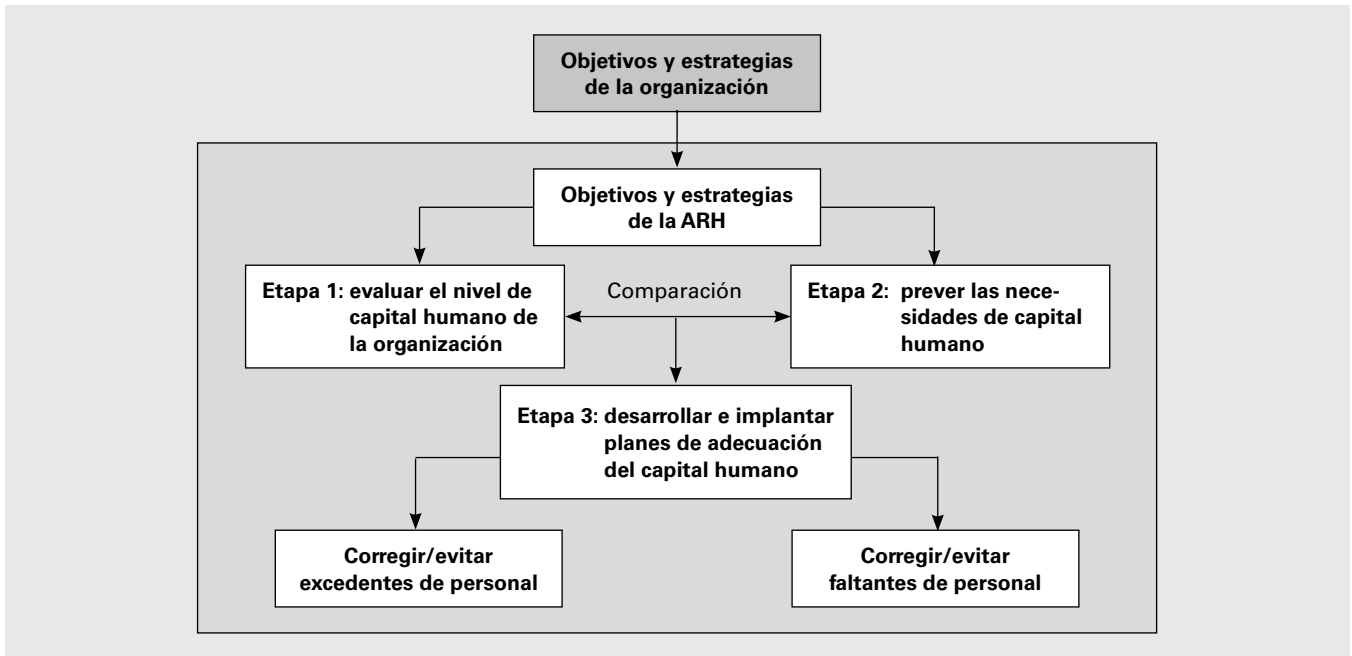 Objetivos y estrategias
de la organización
Objetivos y estrategias
de la ARH
Etapa 1: evaluar el nivel de
capital humano de
la organización
Comparación
Etapa 2: prever las nece-
sidades de capital
humano
Etapa 3: desarrollar e implantar
planes de adecuación
del capital humano
Corregir/evitar
excedentes de personal
Corregir/evitar
faltantes de personal